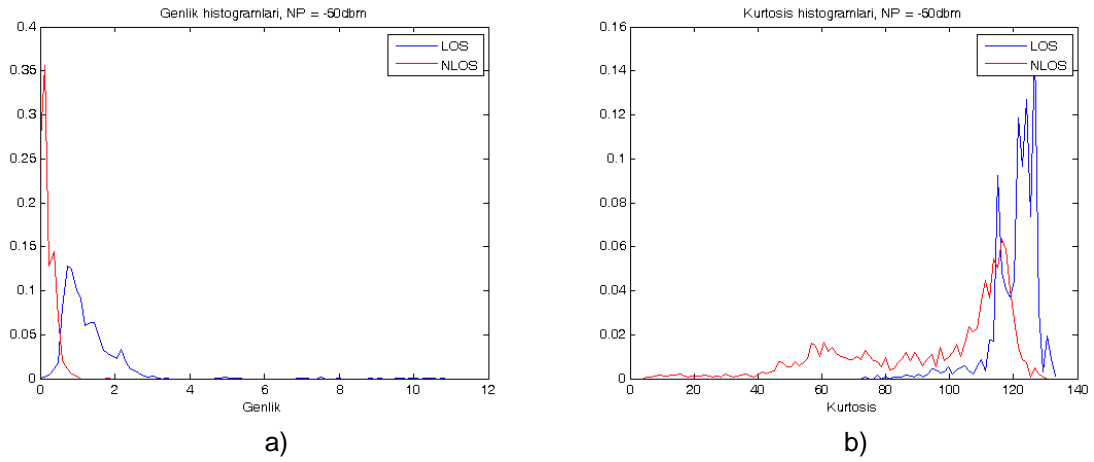 Genlik histogramlari, NP = -50dbm
0.4
0.35
0.3
0.25
0.2
0.15
0.1
0.05
0
0 2 4 6 8 10 12
LOS
NLOS
Genlik
a)
Kurtosis histogramlari, NP = -50dbm
0.16
0.14
0.12
0.1
0.08
0.06
0.04
0.02
0
0 20 40 60 80 100 120 140
LOS
NLOS
Kurtosis
b)